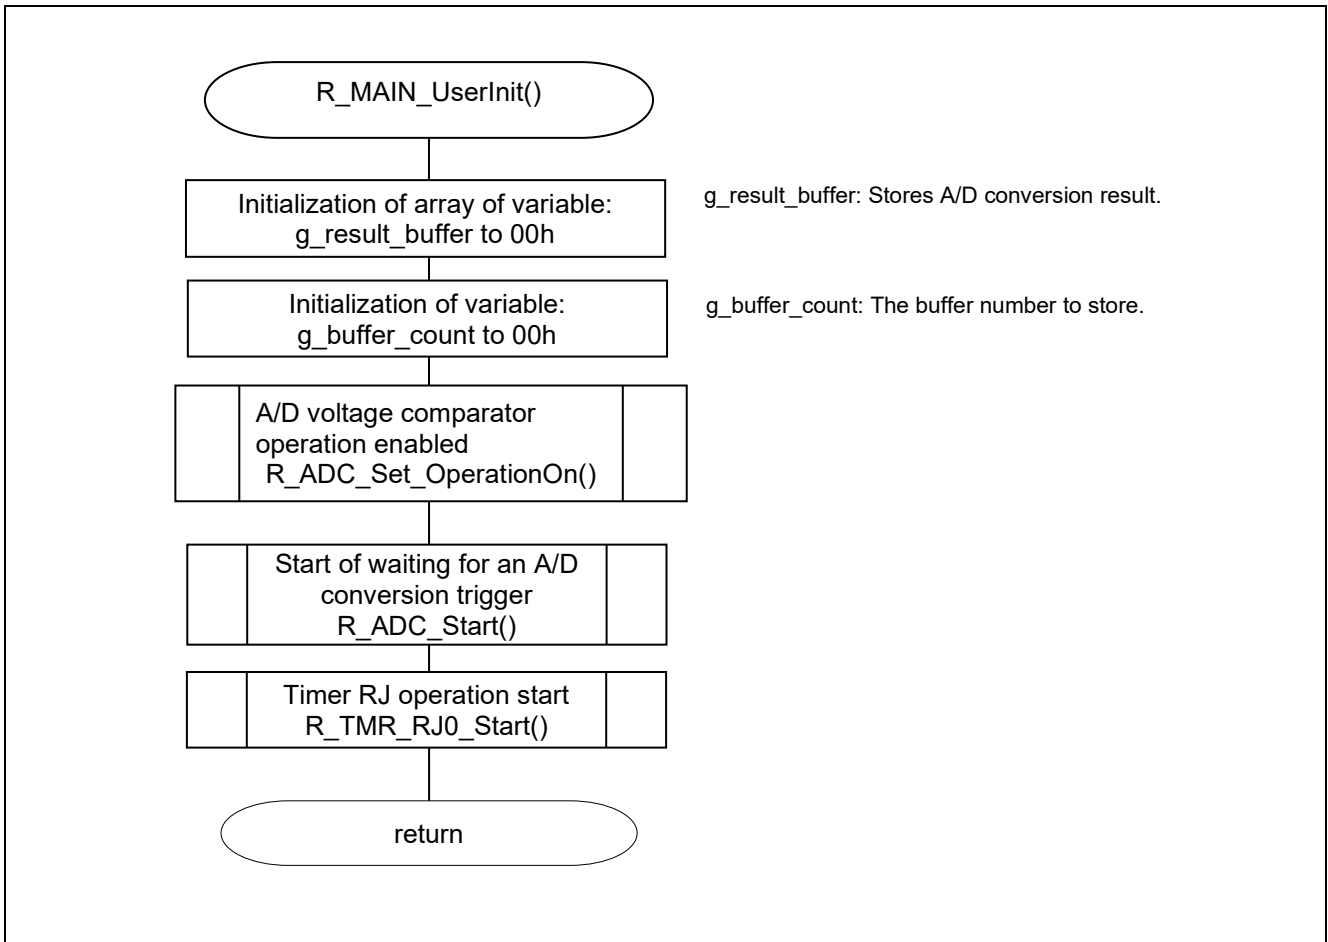 R_MAIN_UserInit()
Initialization of array of variable:
g_result_buffer to 00h
g_result_buffer: Stores A/D conversion result.
Initialization of variable:
g_buffer_count to 00h
g_buffer_count: The buffer number to store.
A/D voltage comparator
operation enabled
R_ADC_Set_OperationOn()
Start of waiting for an A/D
conversion trigger
R_ADC_Start()
Timer RJ operation start
R_TMR_RJ0_Start()
return